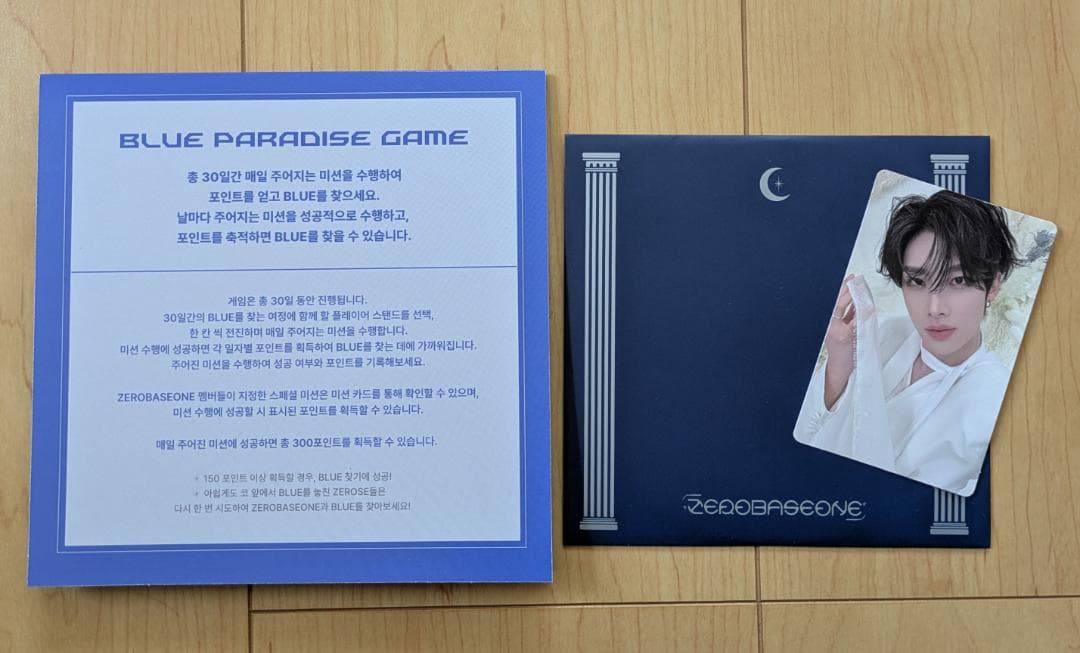 BLUE PARADISE GAME
총 30일간 매일 주어지는 미션을 수행하여
포인트를 얻고 BLUE를 찾으세요.
날마다 주어지는 미션을 성공적으로 수행하고,
포인트를 축적하면 BLUE를 찾을 수 있습니다.
게임은 총 30일 동안 진행됩니다.
30일간의 BLUE를 찾는 여정에 함께 할 플레이어 스탠드를 선택,
한 칸 씩 전진하며 매일 주어지는 미션을 수행합니다.
미션 수행에 성공하면 각 일자별 포인트를 획득하여 BLUE를 찾는 데에 가까워집니다.
주어진 미션을 수행하여 성공 여부와 포인트를 기록해보세요.
ZEROBASEONE 멤버들이 지정한 스페셜 미션은 미션 카드를 통해 확인할 수 있으며,
미션 수행에 성공할 시 표시된 포인트를 획득할 수 있습니다.
매일 주어진 미션에 성공하면 총 300포인트를 획득할 수 있습니다.
+ 150 포인트 이상 획득할 경우, BLUE 찾기에 성공!
+ 아쉽게도 코 앞에서 BLUE를 놓친 ZEROSE들은
다시 한 번 시도하여 ZEROBASEONE과 BLUE를 찾아보세요!
ZEROBASEONE